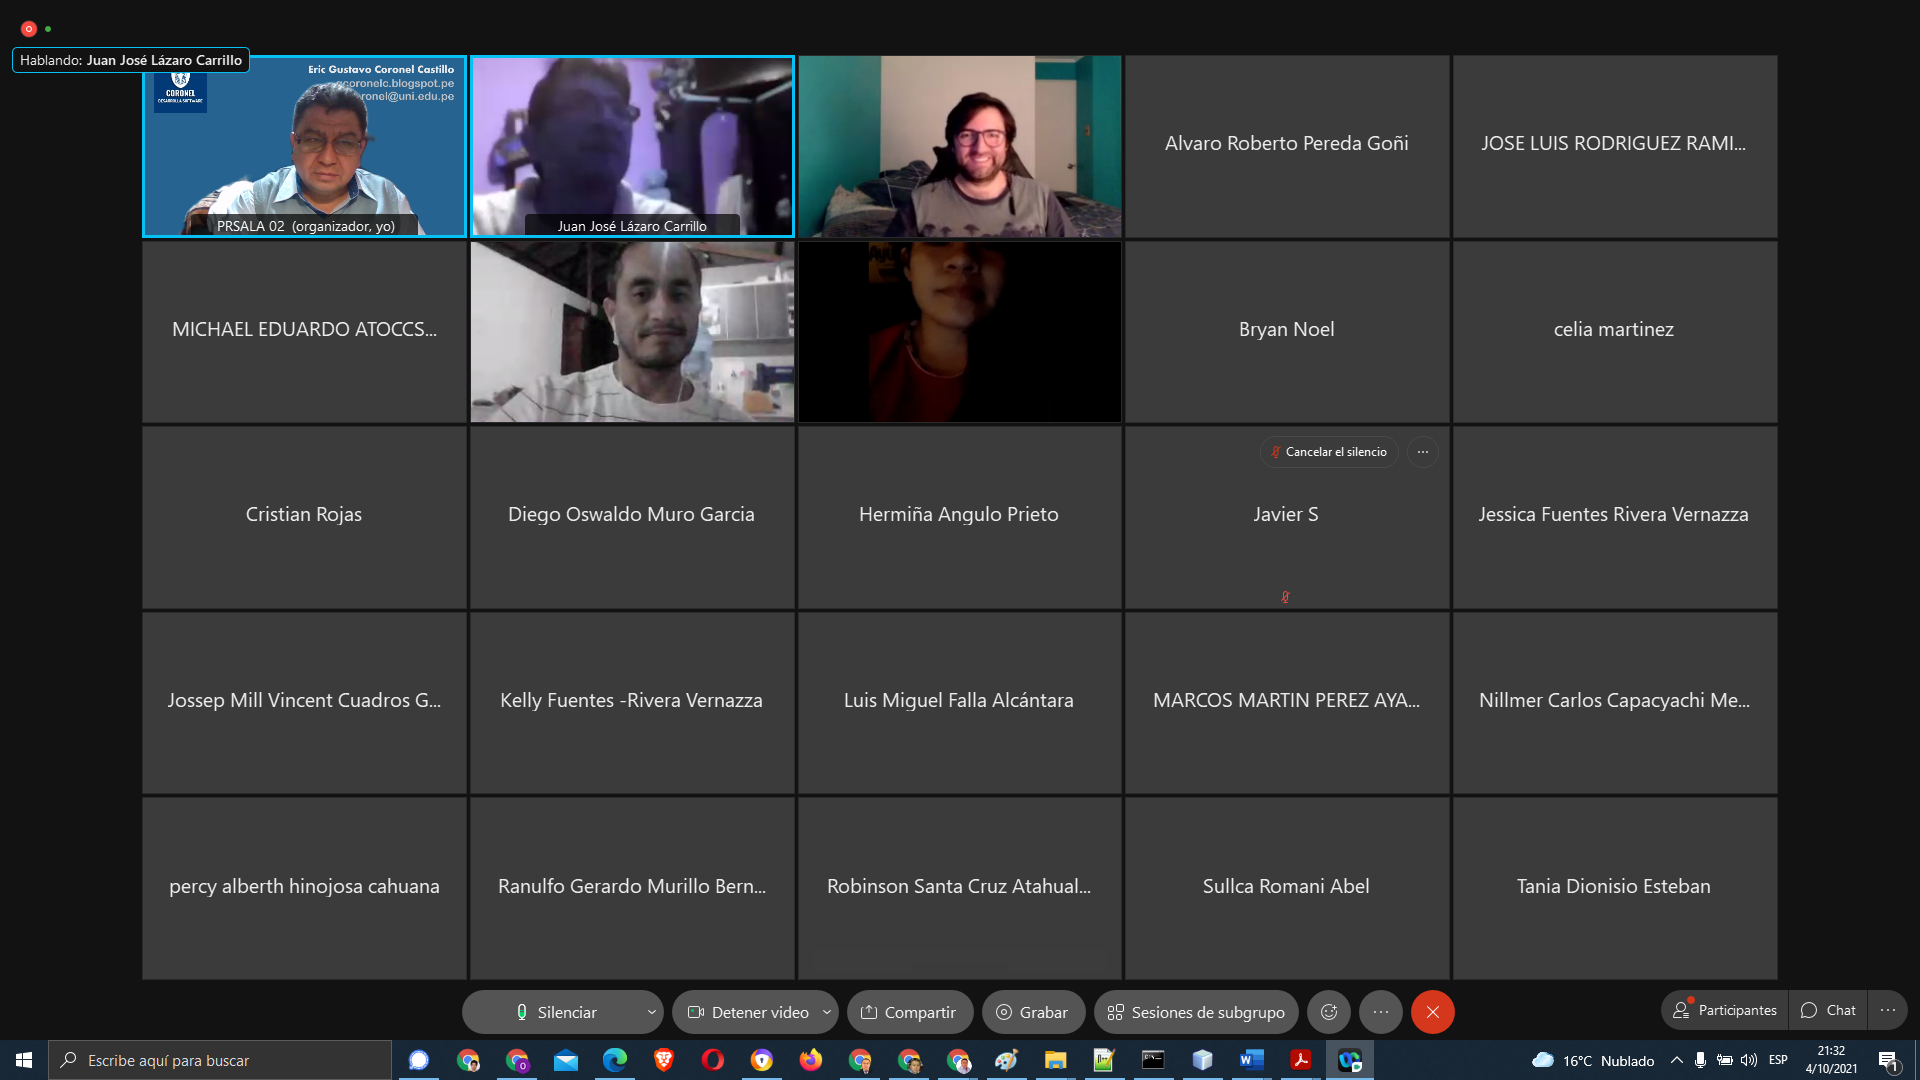 Hablando: Juan José Lázaro Carrillo
Eric Gustavo Coronel Castillo
gcoronelc.blogspot.pe
oronel@uni.edu.pe
CORONEL
DESARROLLA SOFTWARE
PRSALA 02 (organizador, yo)
Juan José Lázaro Carrillo
Alvaro Roberto Pereda Goñi
JOSE LUIS RODRIGUEZ RAMI...
MICHAEL EDUARDO ATOCCS...
Bryan Noel
celia martinez
Cristian Rojas
Diego Oswaldo Muro Garcia
Hermiña Angulo Prieto
Cancelar el silencio
Javier S
Jessica Fuentes Rivera Vernazza
Jossep Mill Vincent Cuadros G...
Kelly Fuentes -Rivera Vernazza
Luis Miguel Falla Alcántara
MARCOS MARTIN PEREZ AYA...
Nillmer Carlos Capacyachi Me...
percy alberth hinojosa cahuana
Ranulfo Gerardo Murillo Bern...
Robinson Santa Cruz Atahual...
Sullca Romani Abel
Tania Dionisio Esteban
Silenciar
Detener video
Compartir
Grabar
Sesiones de subgrupo
Participantes
Chat
Escribe aquí para buscar
16°C Nublado
ESP
21:32
4/10/2021
1